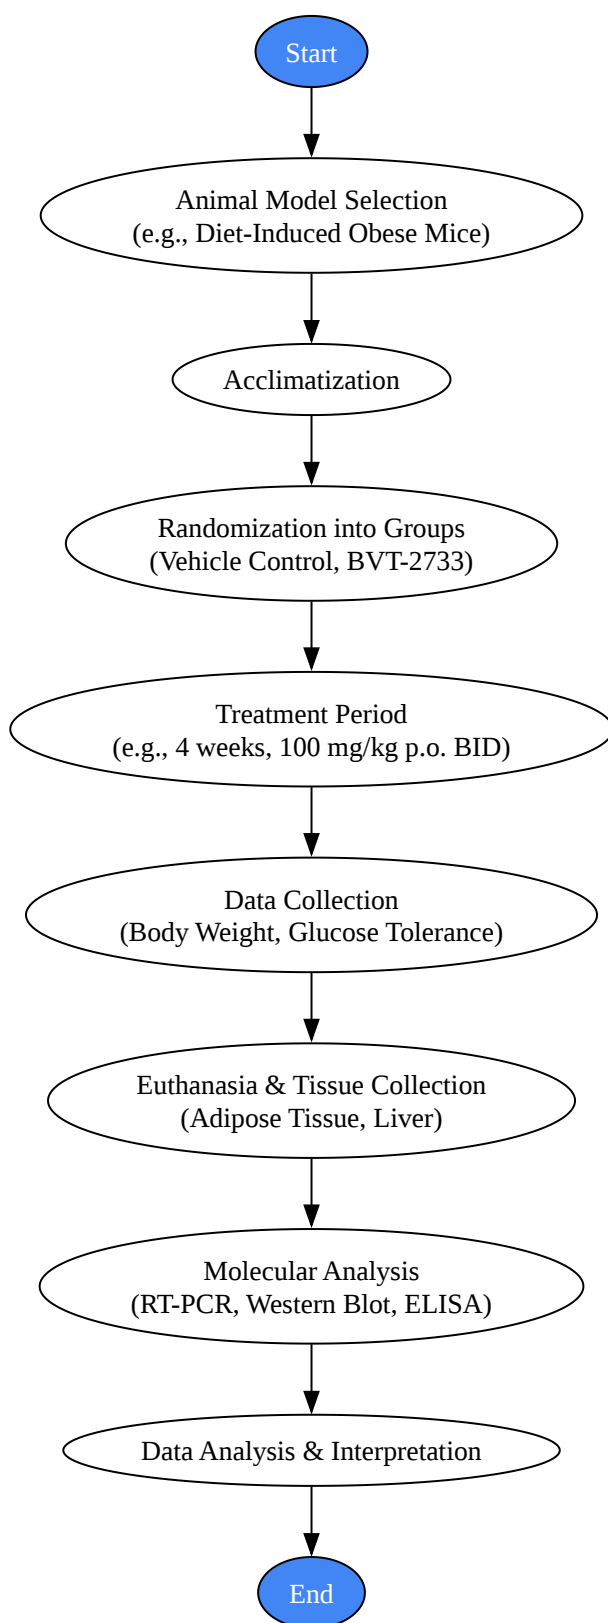 Start
Animal Model Selection
(e.g., Diet-Induced Obese Mice)
Acclimatization
Randomization into Groups
(Vehicle Control, BVT-2733)
Treatment Period
(e.g., 4 weeks, 100 mg/kg p.o. BID)
Data Collection
(Body Weight, Glucose Tolerance)
Euthanasia & Tissue Collection
(Adipose Tissue, Liver)
Molecular Analysis
(RT-PCR, Western Blot, ELISA)
Data Analysis & Interpretation
End